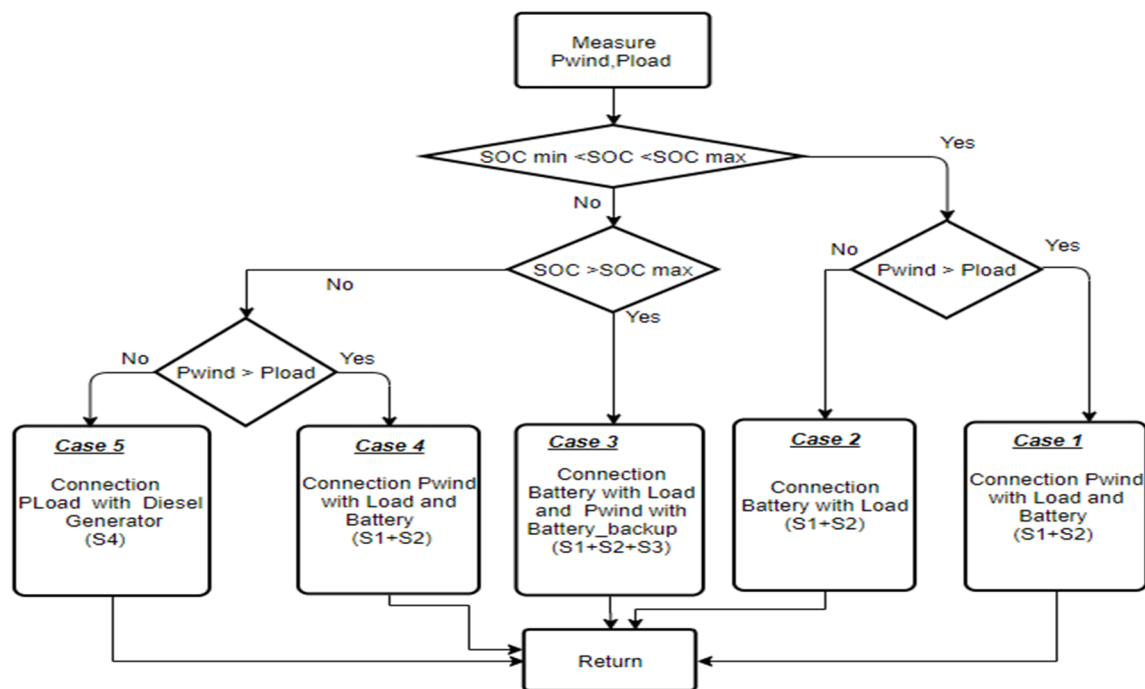 Measure
Pwind,Pload
SOC min <SOC <SOC max
Yes
No
SOC >SOC max
No
Pwind > Pload
Yes
No
Yes
No
Pwind > Pload
Yes
Case 5
Connection
PLoad with Diesel
Generator
(S4)
Case 4
Connection Pwind
with Load and
Battery
(S1+S2)
Case 3
Connection
Battery with Load
and Pwind with
Battery_backup
(S1+S2+S3)
Case 2
Connection
Battery with Load
(S1+S2)
Case 1
Connection Pwind
with Load and
Battery
(S1+S2)
Return